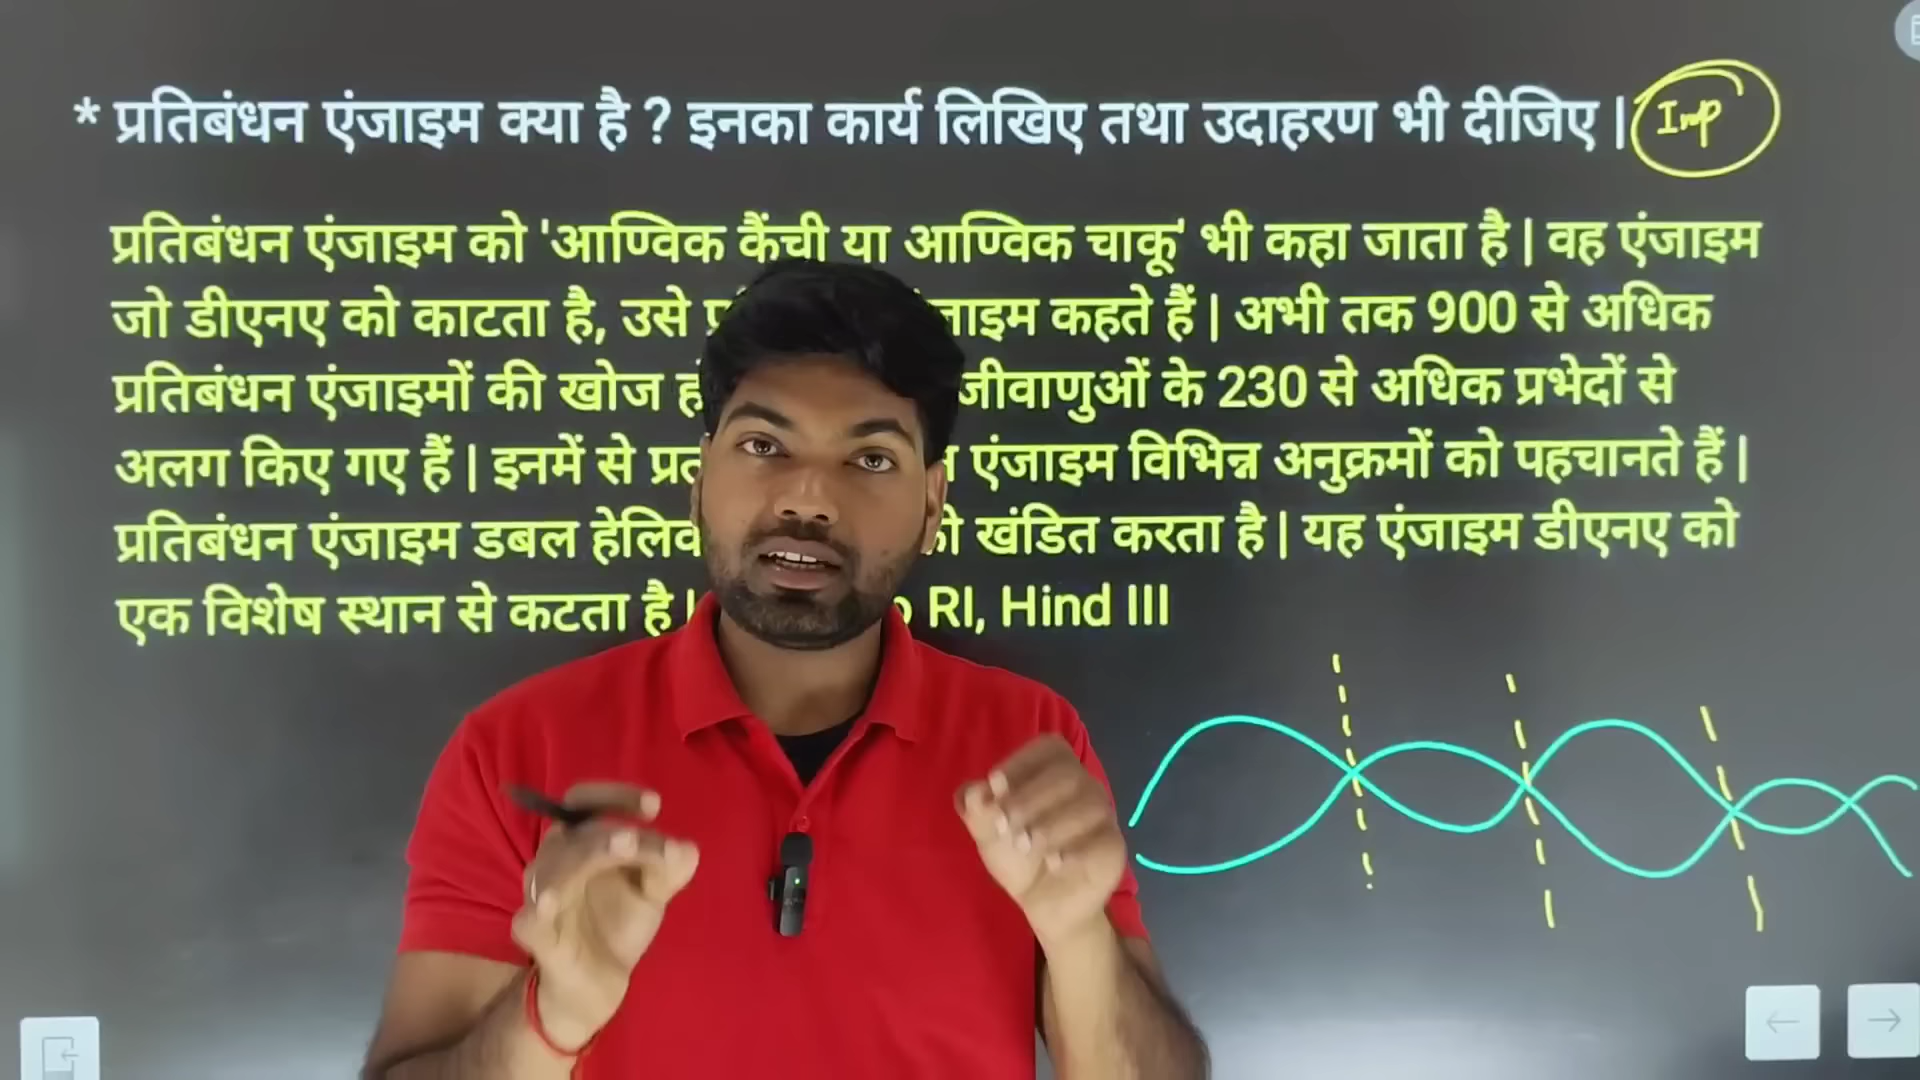 * प्रतिबंधन एंजाइम क्या है ? इनका कार्य लिखिए तथा उदाहरण भी दीजिए | Imp
प्रतिबंधन एंजाइम को 'आण्विक कैंची या आण्विक चाकू' भी कहा जाता है | वह एंजाइम
जो डीएनए को काटता है, उसे कहते हैं | अभी तक 900 से अधिक
प्रतिबंधन एंजाइमों की खोज जीवाणुओं के 230 से अधिक प्रभेदों से
अलग किए गए हैं | इनमें से एंजाइम विभिन्न अनुक्रमों को पहचानते हैं |
प्रतिबंधन एंजाइम डबल खंडित करता है | यह एंजाइम डीएनए को
एक विशेष स्थान से कटता है | RI, Hind III